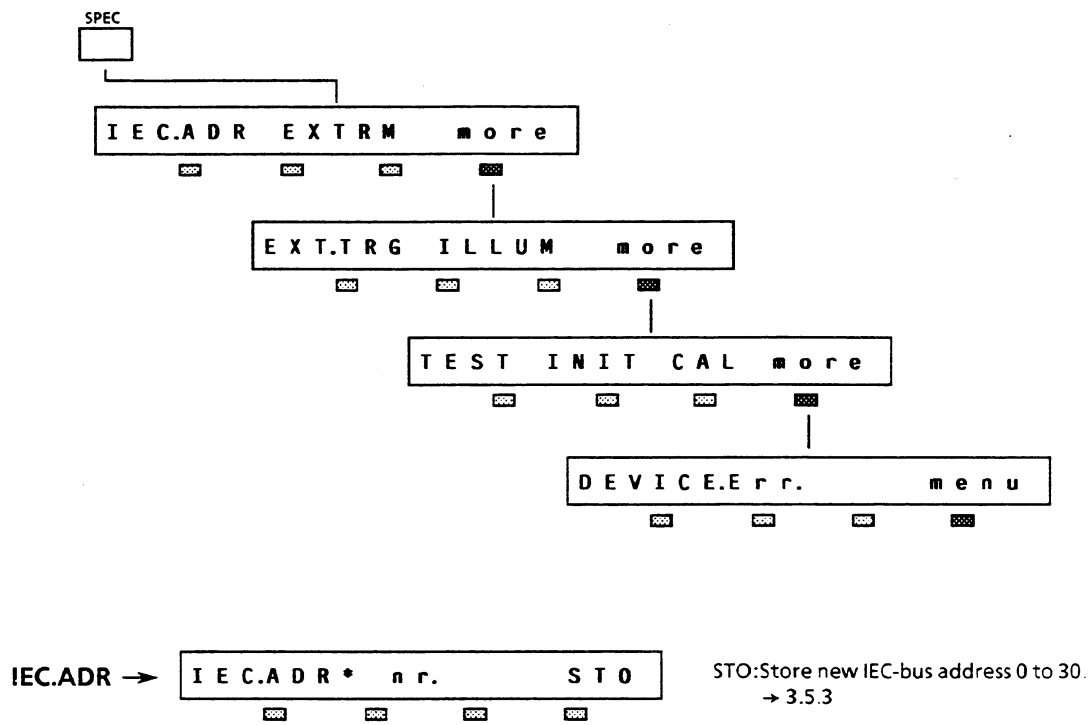 SPEC
IEC.ADR EXTRM more
EXT.TRG ILLUM more
TEST INIT CAL more
DEVICE.Err. menu
IEC.ADR → IEC.ADR* nr. STO STO:Store new IEC-bus address 0 to 30.
→ 3.5.3